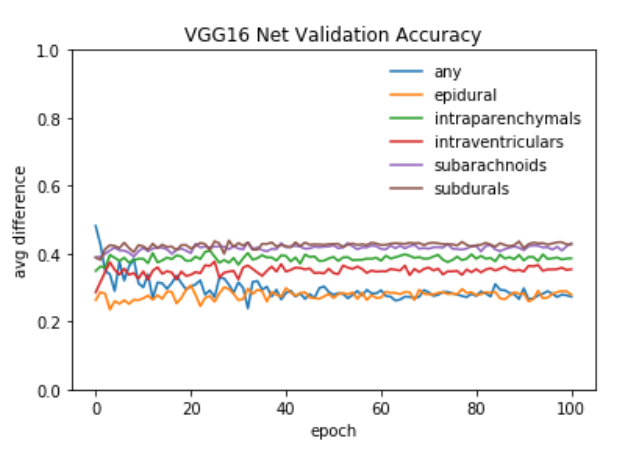 VGG16 Net Validation Accuracy
1.0
0.8
0.6
0.4
0.2
0.0
avg difference
any
epidural
intraparenchymals
intraventriculars
subarachnoids
subdurals
0 20 40 60 80 100
epoch